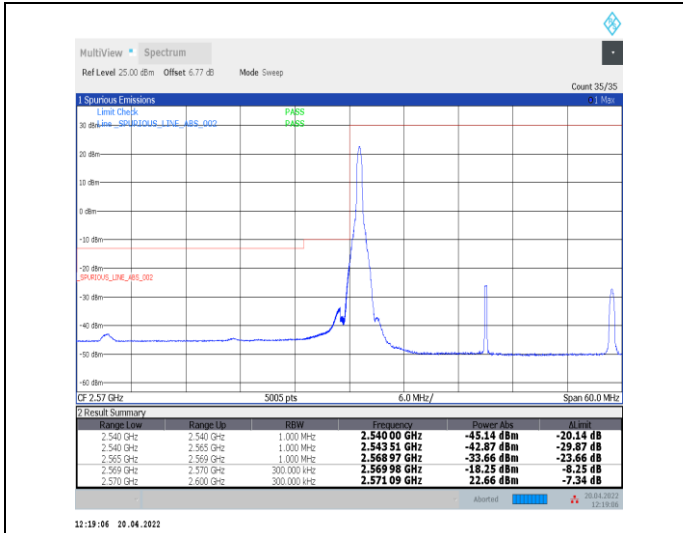 MultiView Spectrum
Ref Level 25.00 dBm Offset 6.77 dB Mode Sweep
Count 35/35
1 Spurious Emissions 1 Max
Limit Check PASS
Line _SPURIOUS_LINE_ABS_002 PASS
30 dBm
20 dBm
10 dBm
0 dBm
-10 dBm
-20 dBm
_SPURIOUS_LINE_ABS_002
-30 dBm
-40 dBm
-50 dBm
-60 dBm
CF 2.57 GHz 5005 pts 6.0 MHz/ Span 60.0 MHz
2 Result Summary
Range Low Range Up RBW Frequency Power Abs ΔLimit
2.540 GHz 2.540 GHz 1.000 MHz 2.540 00 GHz -45.14 dBm -20.14 dB
2.540 GHz 2.565 GHz 1.000 MHz 2.543 51 GHz -42.87 dBm -29.87 dB
2.565 GHz 2.569 GHz 1.000 MHz 2.568 97 GHz -33.66 dBm -23.66 dB
2.569 GHz 2.570 GHz 300.000 kHz 2.569 98 GHz -18.25 dBm -8.25 dB
2.570 GHz 2.600 GHz 300.000 kHz 2.571 09 GHz 22.66 dBm -7.34 dB
Aborted 20.04.2022
12:19:06
12:19:06 20.04.2022